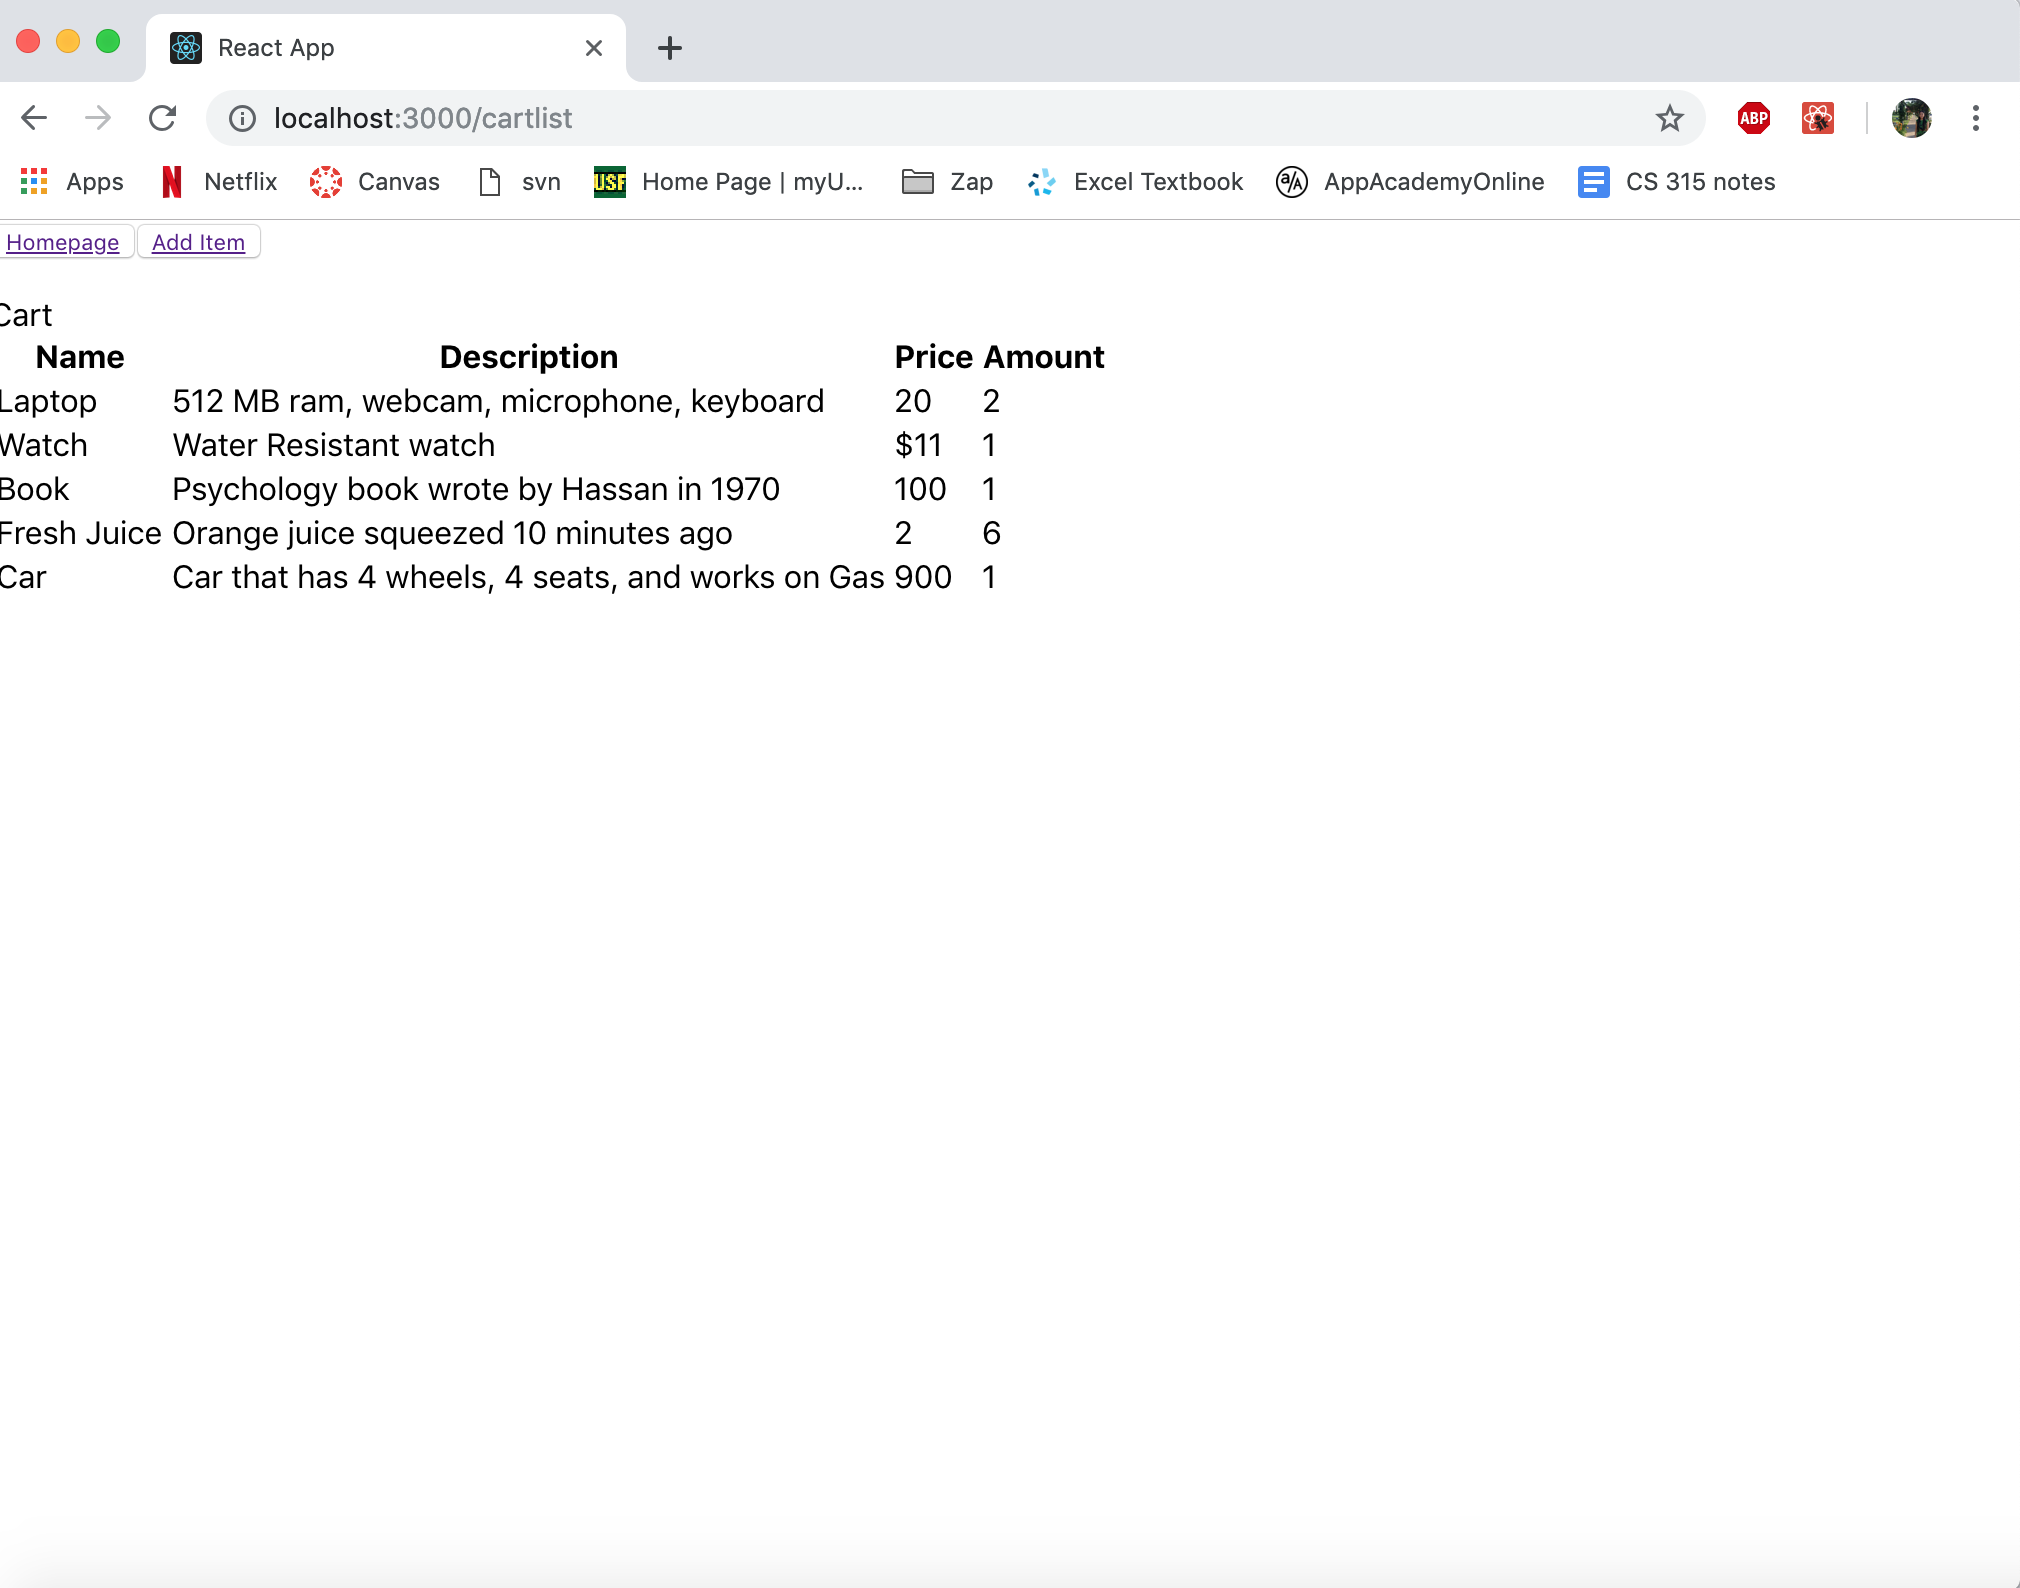 React App
localhost:3000/cartlist
ABP
Apps Netflix Canvas svn USF Home Page | myU... Zap Excel Textbook a/A AppAcademyOnline CS 315 notes
Homepage Add Item
Cart
Name Description Price Amount
Laptop 512 MB ram, webcam, microphone, keyboard 20 2
Watch Water Resistant watch $11 1
Book Psychology book wrote by Hassan in 1970 100 1
Fresh Juice Orange juice squeezed 10 minutes ago 2 6
Car Car that has 4 wheels, 4 seats, and works on Gas 900 1